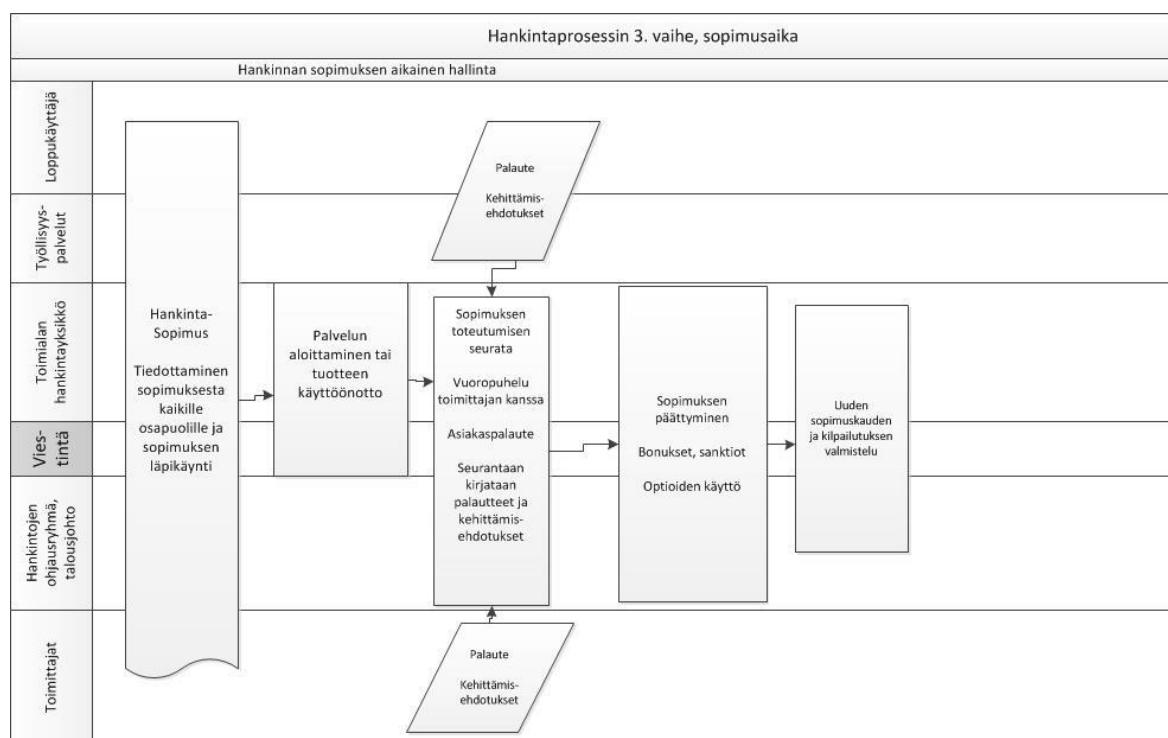 Hankintaprosessin 3. vaihe, sopimusaika
Hankinnan sopimuksen aikainen hallinta
Loppukäyttäjä
Työllisyys-
palvelut
Toimialan
hankintayksikkö
Vies-
tintä
Hankintojen
ohjausryhmä,
talousjohto
Toimittajat
Hankinta-
Sopimus
Tiedottaminen
sopimuksesta
kaikille
osapuolille ja
sopimuksen
läpikäynti
Palvelun
aloittaminen tai
tuotteen
käyttöönotto
Palaute
Kehittämis-
ehdotukset
Sopimuksen
toteutumisen
seurata
Vuoropuhelu
toimittajan kanssa
Asiakaspalaute
Seurantaan
kirjataan
palautteet ja
kehittämis-
ehdotukset
Palaute
Kehittämis-
ehdotukset
Sopimuksen
päättyminen
Bonukset, sanktiot
Optioiden käyttö
Uuden
sopimuskauden
ja kilpailutuksen
valmistelu